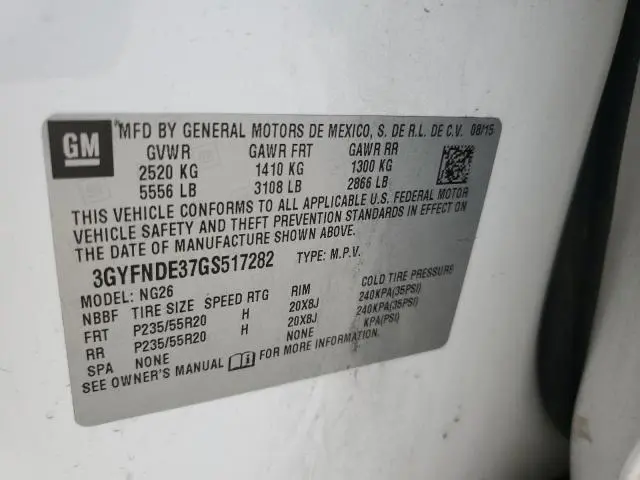 GM
*MFD BY GENERAL MOTORS DE MEXICO, S. DE R.L. DE C.V. 08/15
GVWR GAWR FRT GAWR RR
2520 KG 1410 KG 1300 KG
5556 LB 3108 LB 2866 LB
THIS VEHICLE CONFORMS TO ALL APPLICABLE U.S. FEDERAL MOTOR
VEHICLE SAFETY AND THEFT PREVENTION STANDARDS IN EFFECT ON
THE DATE OF MANUFACTURE SHOWN ABOVE.
3GYFNDE37GS517282 TYPE: M.P.V.
MODEL: NG26
NBBF TIRE SIZE SPEED RTG RIM COLD TIRE PRESSURE
FRT P235/55R20 H 20X8J 240KPA(35PSI)
RR P235/55R20 H 20X8J 240KPA(35PSI)
SPA NONE NONE KPA(PSI)
SEE OWNER'S MANUAL FOR MORE INFORMATION.